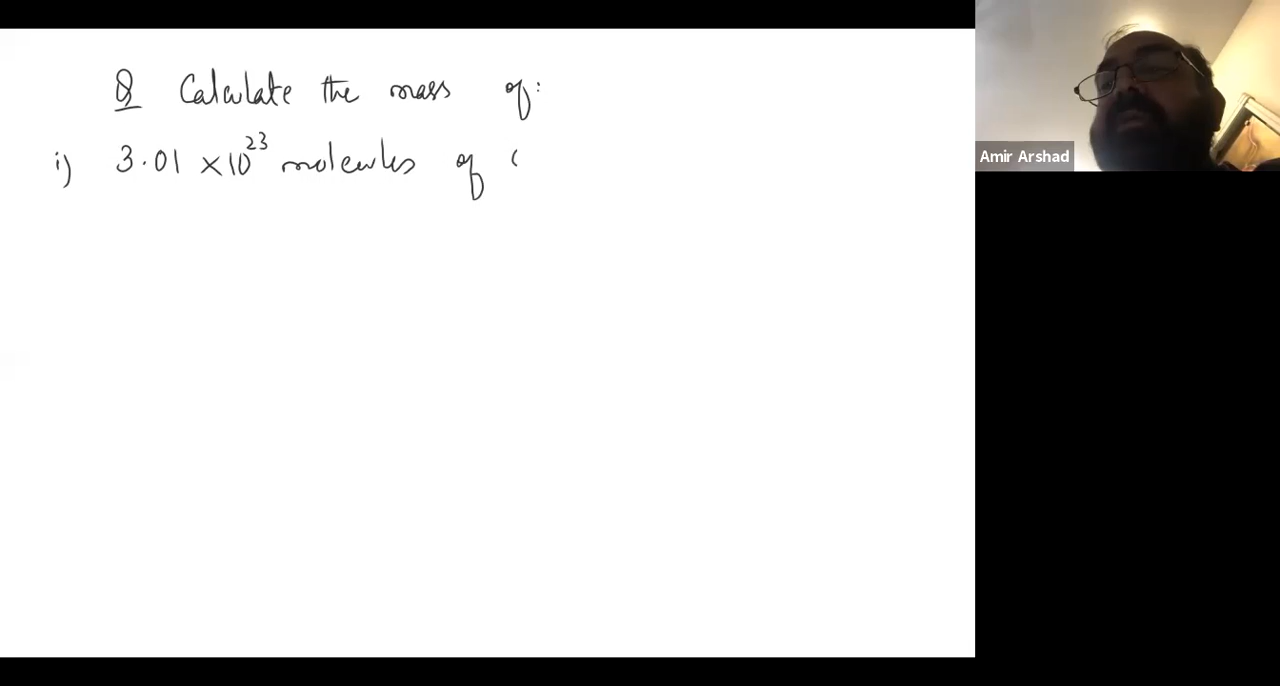 Q Calculate the mass of:
i) 3.01 ×10²³ molecules of (
Amir Arshad